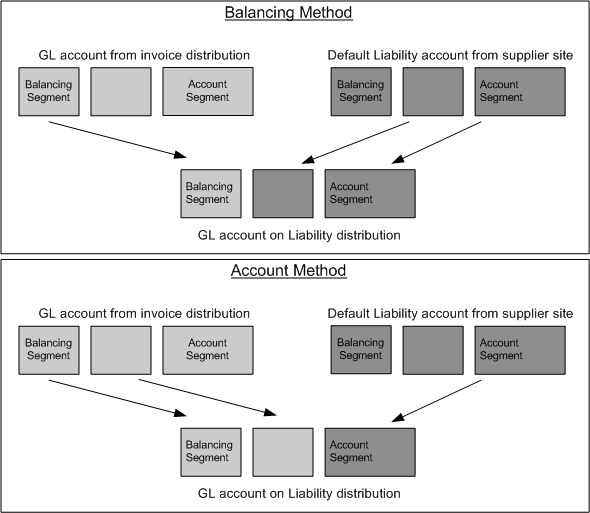 Balancing Method
GL account from invoice distribution
Default Liability account from supplier site
Balancing
Segment
Account
Segment
Balancing
Segment
Account
Segment
Balancing
Segment
Account
Segment
GL account on Liability distribution
Account Method
GL account from invoice distribution
Default Liability account from supplier site
Balancing
Segment
Account
Segment
Balancing
Segment
Account
Segment
Balancing
Segment
Account
Segment
GL account on Liability distribution